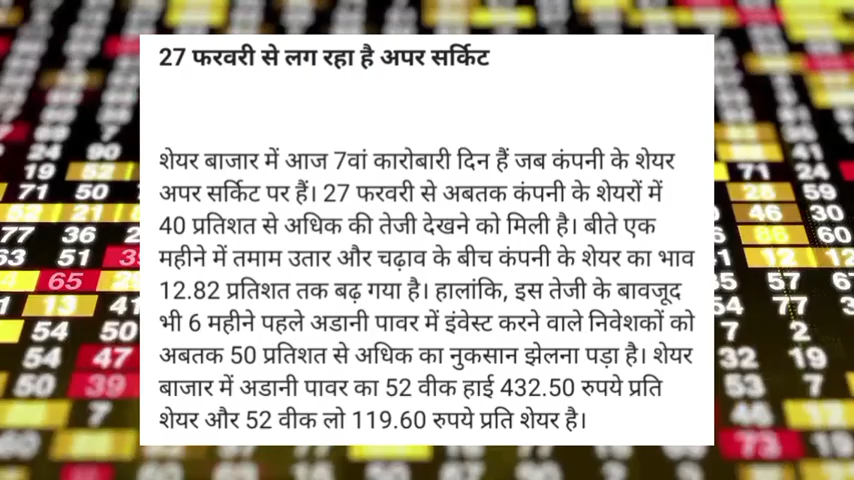 27 फरवरी से लग रहा है अपर सर्किट
शेयर बाजार में आज 7वां कारोबारी दिन हैं जब कंपनी के शेयर
अपर सर्किट पर हैं। 27 फरवरी से अबतक कंपनी के शेयरों में
40 प्रतिशत से अधिक की तेजी देखने को मिली है। बीते एक
महीने में तमाम उतार और चढ़ाव के बीच कंपनी के शेयर का भाव
12.82 प्रतिशत तक बढ़ गया है। हालांकि, इस तेजी के बावजूद
भी 6 महीने पहले अडानी पावर में इंवेस्ट करने वाले निवेशकों को
अबतक 50 प्रतिशत से अधिक का नुकसान झेलना पड़ा है। शेयर
बाजार में अडानी पावर का 52 वीक हाई 432.50 रुपये प्रति
शेयर और 52 वीक लो 119.60 रुपये प्रति शेयर है।